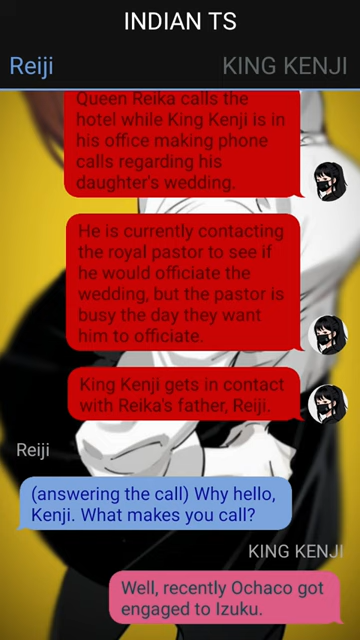 INDIAN TS
Reiji
KING KENJI
Queen Reika calls the
hotel while King Kenji is in
his office making phone
calls regarding his
daughter's wedding.
He is currently contacting
the royal pastor to see if
he would officiate the
wedding, but the pastor is
busy the day they want
him to officiate.
King Kenji gets in contact
with Reika's father, Reiji.
Reiji
(answering the call) Why hello,
Kenji. What makes you call?
KING KENJI
Well, recently Ochaco got
engaged to Izuku.